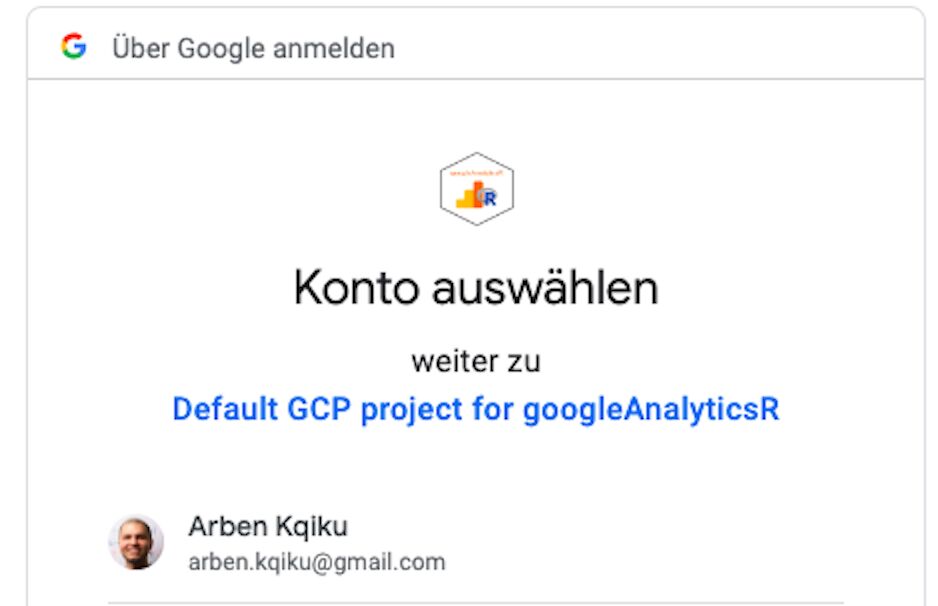 Über Google anmelden
R
Konto auswählen
weiter zu
Default GCP project for googleAnalyticsR
Arben Kqiku
arben.kqiku@gmail.com